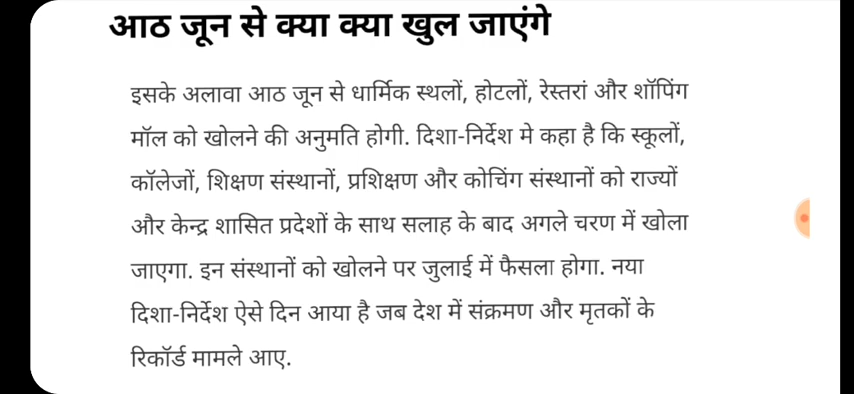 आठ जून से क्या क्या खुल जाएंगे
इसके अलावा आठ जून से धार्मिक स्थलों, होटलों, रेस्तरां और शॉपिंग
मॉल को खोलने की अनुमति होगी. दिशा-निर्देश मे कहा है कि स्कूलों,
कॉलेजों, शिक्षण संस्थानों, प्रशिक्षण और कोचिंग संस्थानों को राज्यों
और केन्द्र शासित प्रदेशों के साथ सलाह के बाद अगले चरण में खोला
जाएगा. इन संस्थानों को खोलने पर जुलाई में फैसला होगा. नया
दिशा-निर्देश ऐसे दिन आया है जब देश में संक्रमण और मृतकों के
रिकॉर्ड मामले आए.